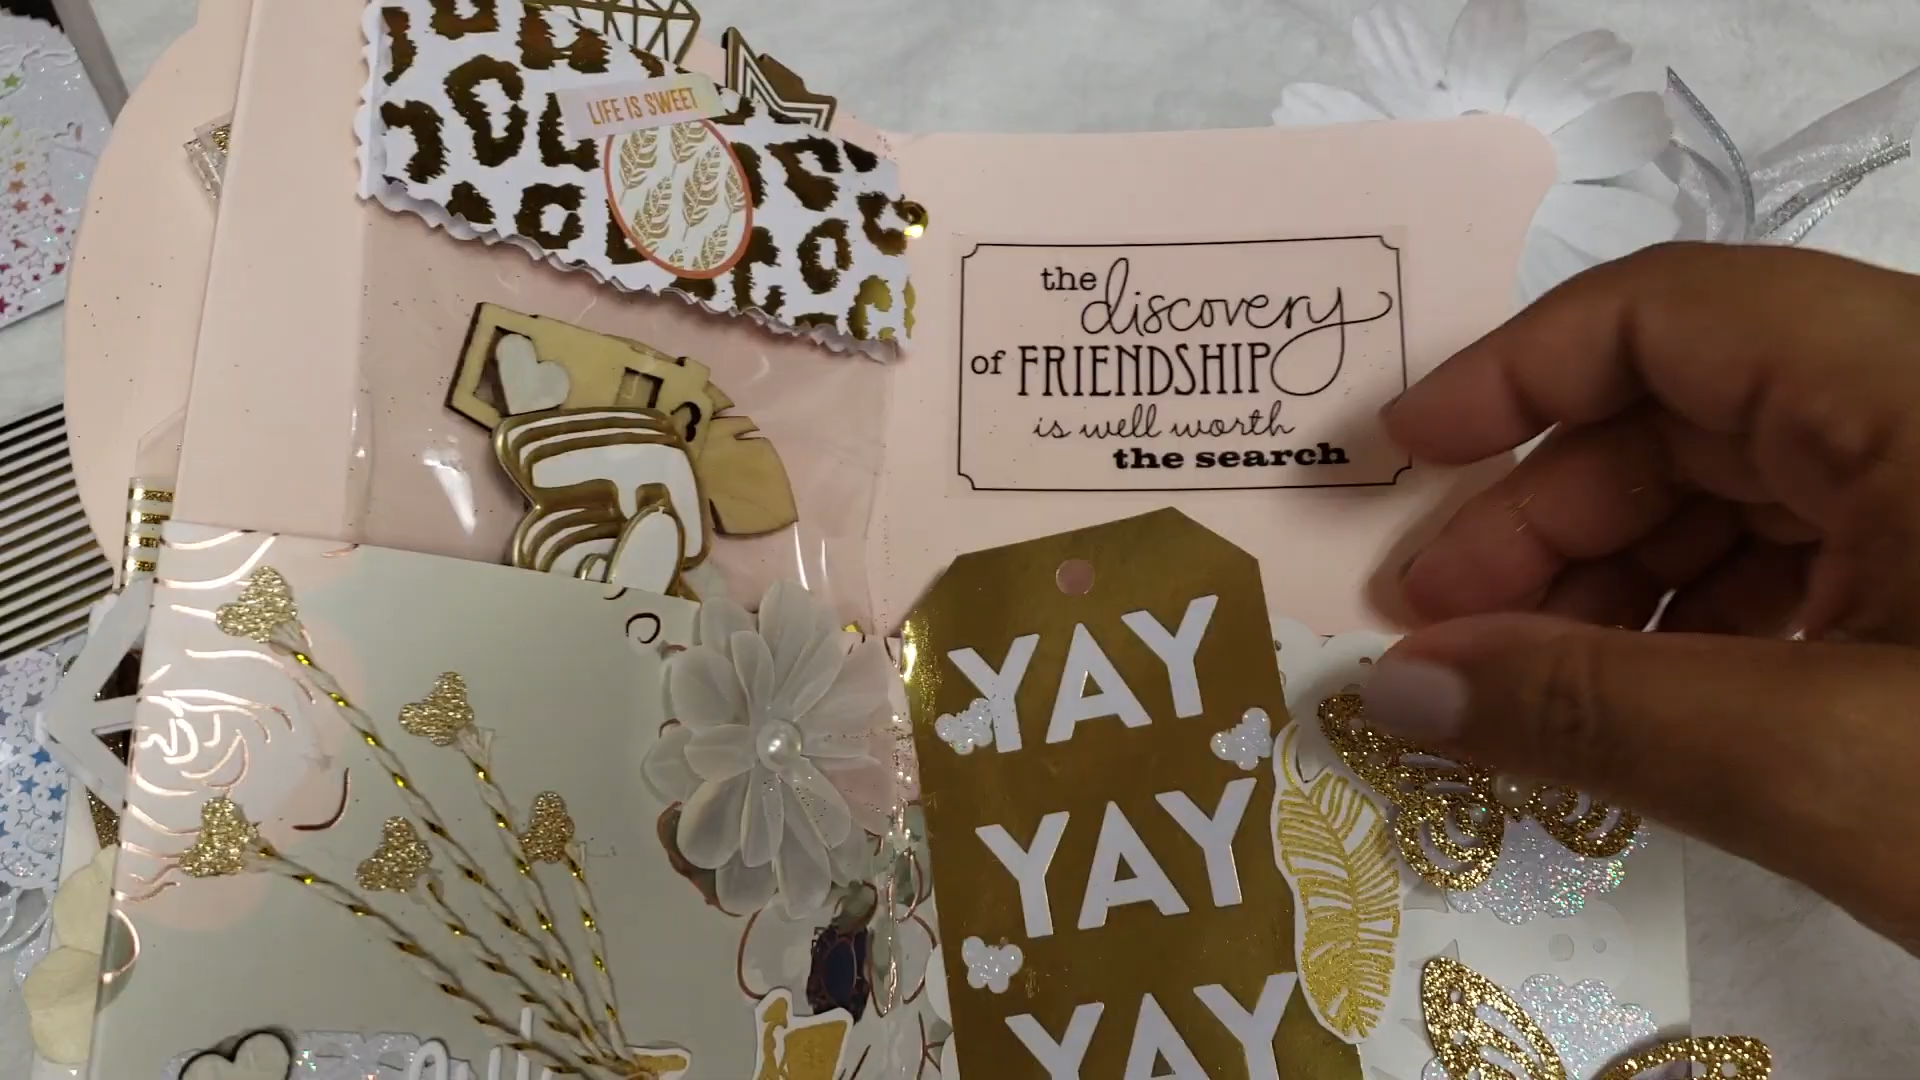 LIFE IS SWEET
the
discovery
of FRIENDSHIP
is well worth
the search
YAY
YAY
YAY